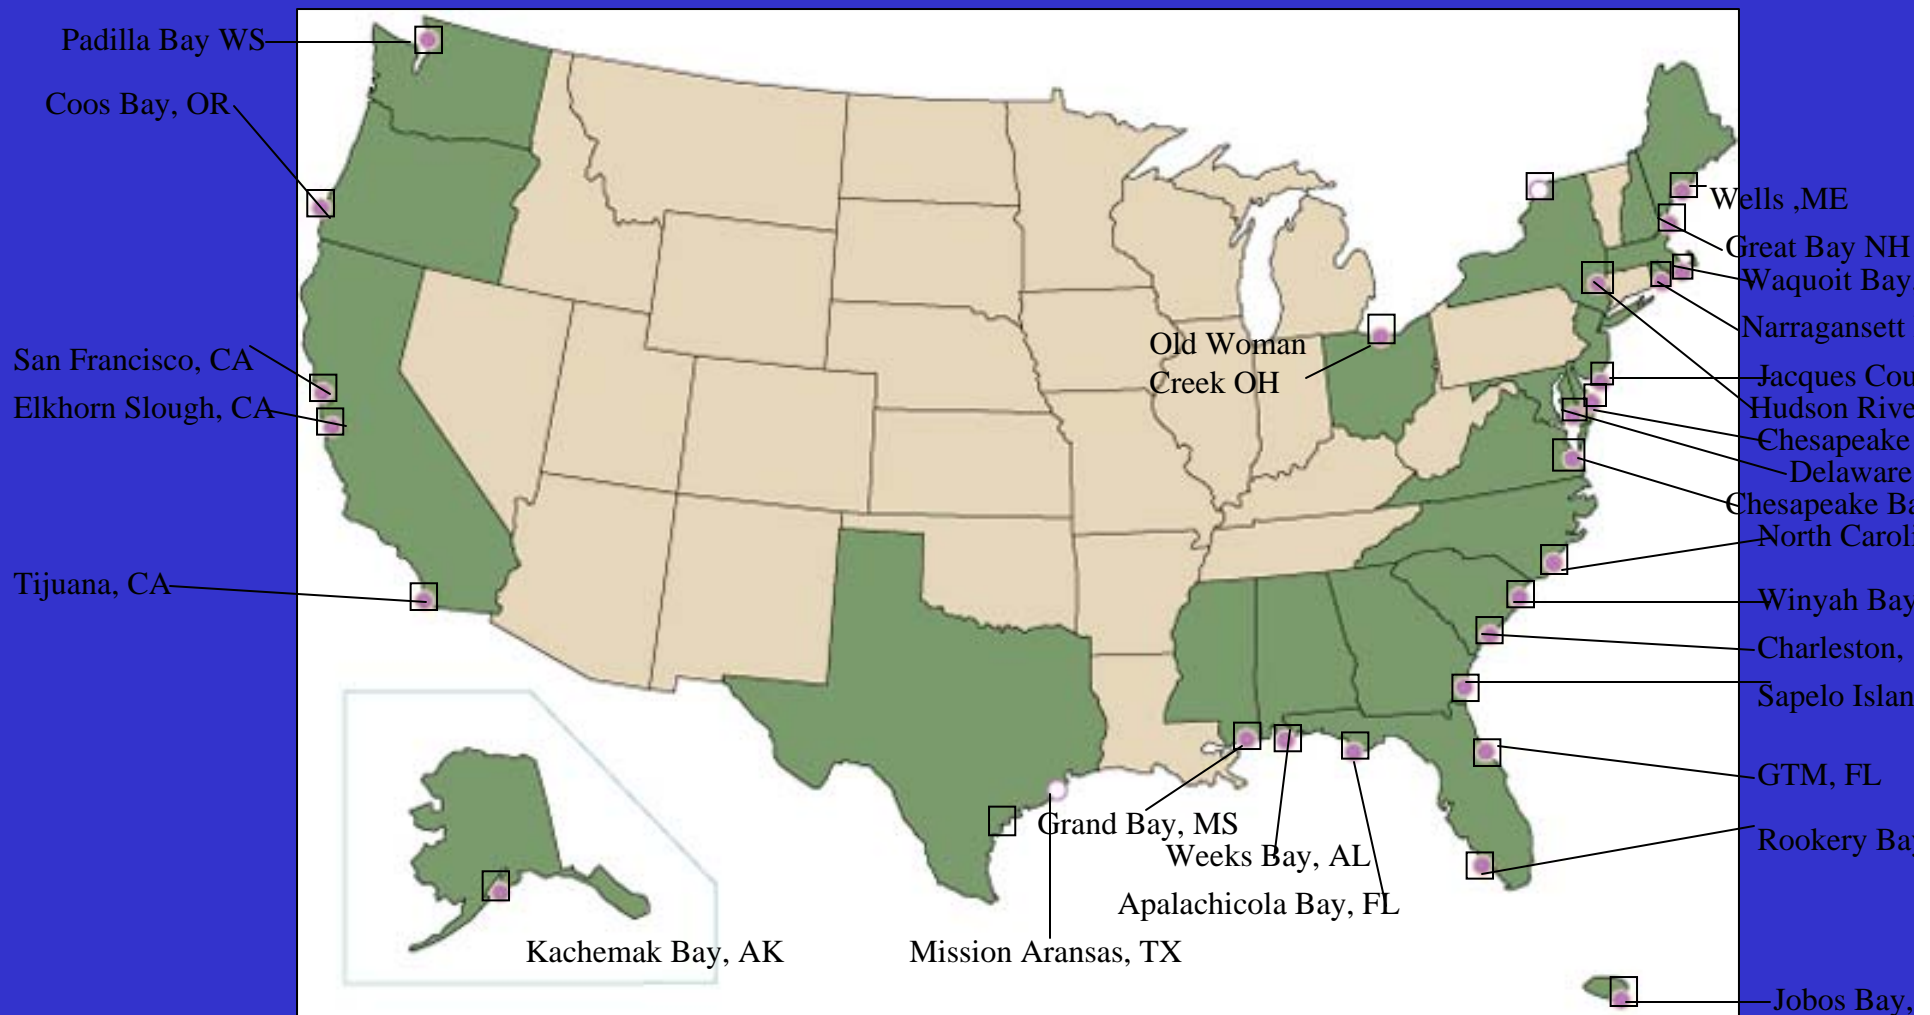 Padilla Bay WS
Coos Bay, OR
San Francisco, CA
Elkhorn Slough, CA
Tijuana, CA
Kachemak Bay, AK
Mission Aransas, TX
Grand Bay, MS
Weeks Bay, AL
Apalachicola Bay, FL
Old Woman
Creek OH
Wells ,ME
Great Bay NH
Waquoit Bay
Narragansett
Jacques Cou
Hudson Rive
Chesapeake
Delaware
Chesapeake Ba
North Caroli
Winyah Bay
Charleston,
Sapelo Islan
GTM, FL
Rookery Bay
Jobos Bay,